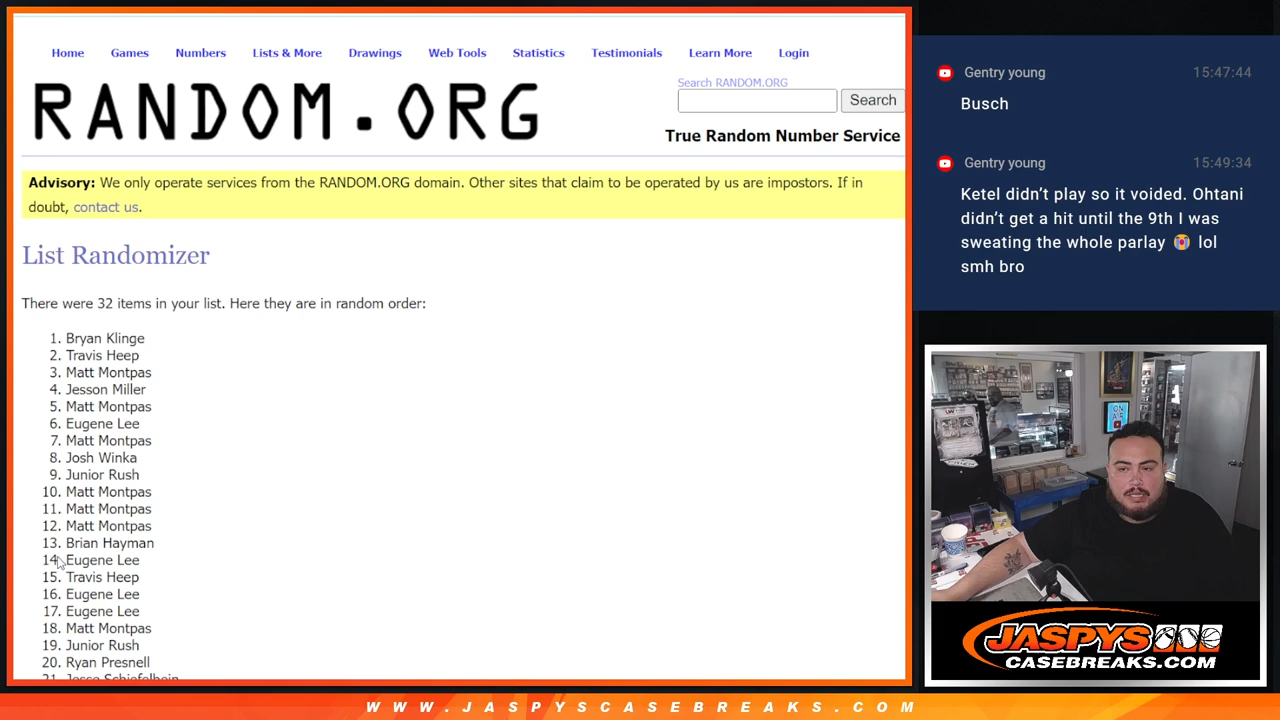 Home Games Numbers Lists & More Drawings Web Tools Statistics Testimonials Learn More Login
RANDOM.ORG
Search RANDOM.ORG
Search
True Random Number Service
Advisory: We only operate services from the RANDOM.ORG domain. Other sites that claim to be operated by us are impostors. If in
doubt, contact us.
List Randomizer
There were 32 items in your list. Here they are in random order:
1. Bryan Klinge
2. Travis Heep
3. Matt Montpas
4. Jesson Miller
5. Matt Montpas
6. Eugene Lee
7. Matt Montpas
8. Josh Winka
9. Junior Rush
10. Matt Montpas
11. Matt Montpas
12. Matt Montpas
13. Brian Hayman
14. Eugene Lee
15. Travis Heep
16. Eugene Lee
17. Eugene Lee
18. Matt Montpas
19. Junior Rush
20. Ryan Presnell
21. Jesse Schiefelbein
Gentry young 15:47:44
Busch
Gentry young 15:49:34
Ketel didn’t play so it voided. Ohtani
didn’t get a hit until the 9th I was
sweating the whole parlay 😭 lol
smh bro
JASPYS
CASEBREAKS.COM
WWW.JASPYSCASEBREAKS.COM